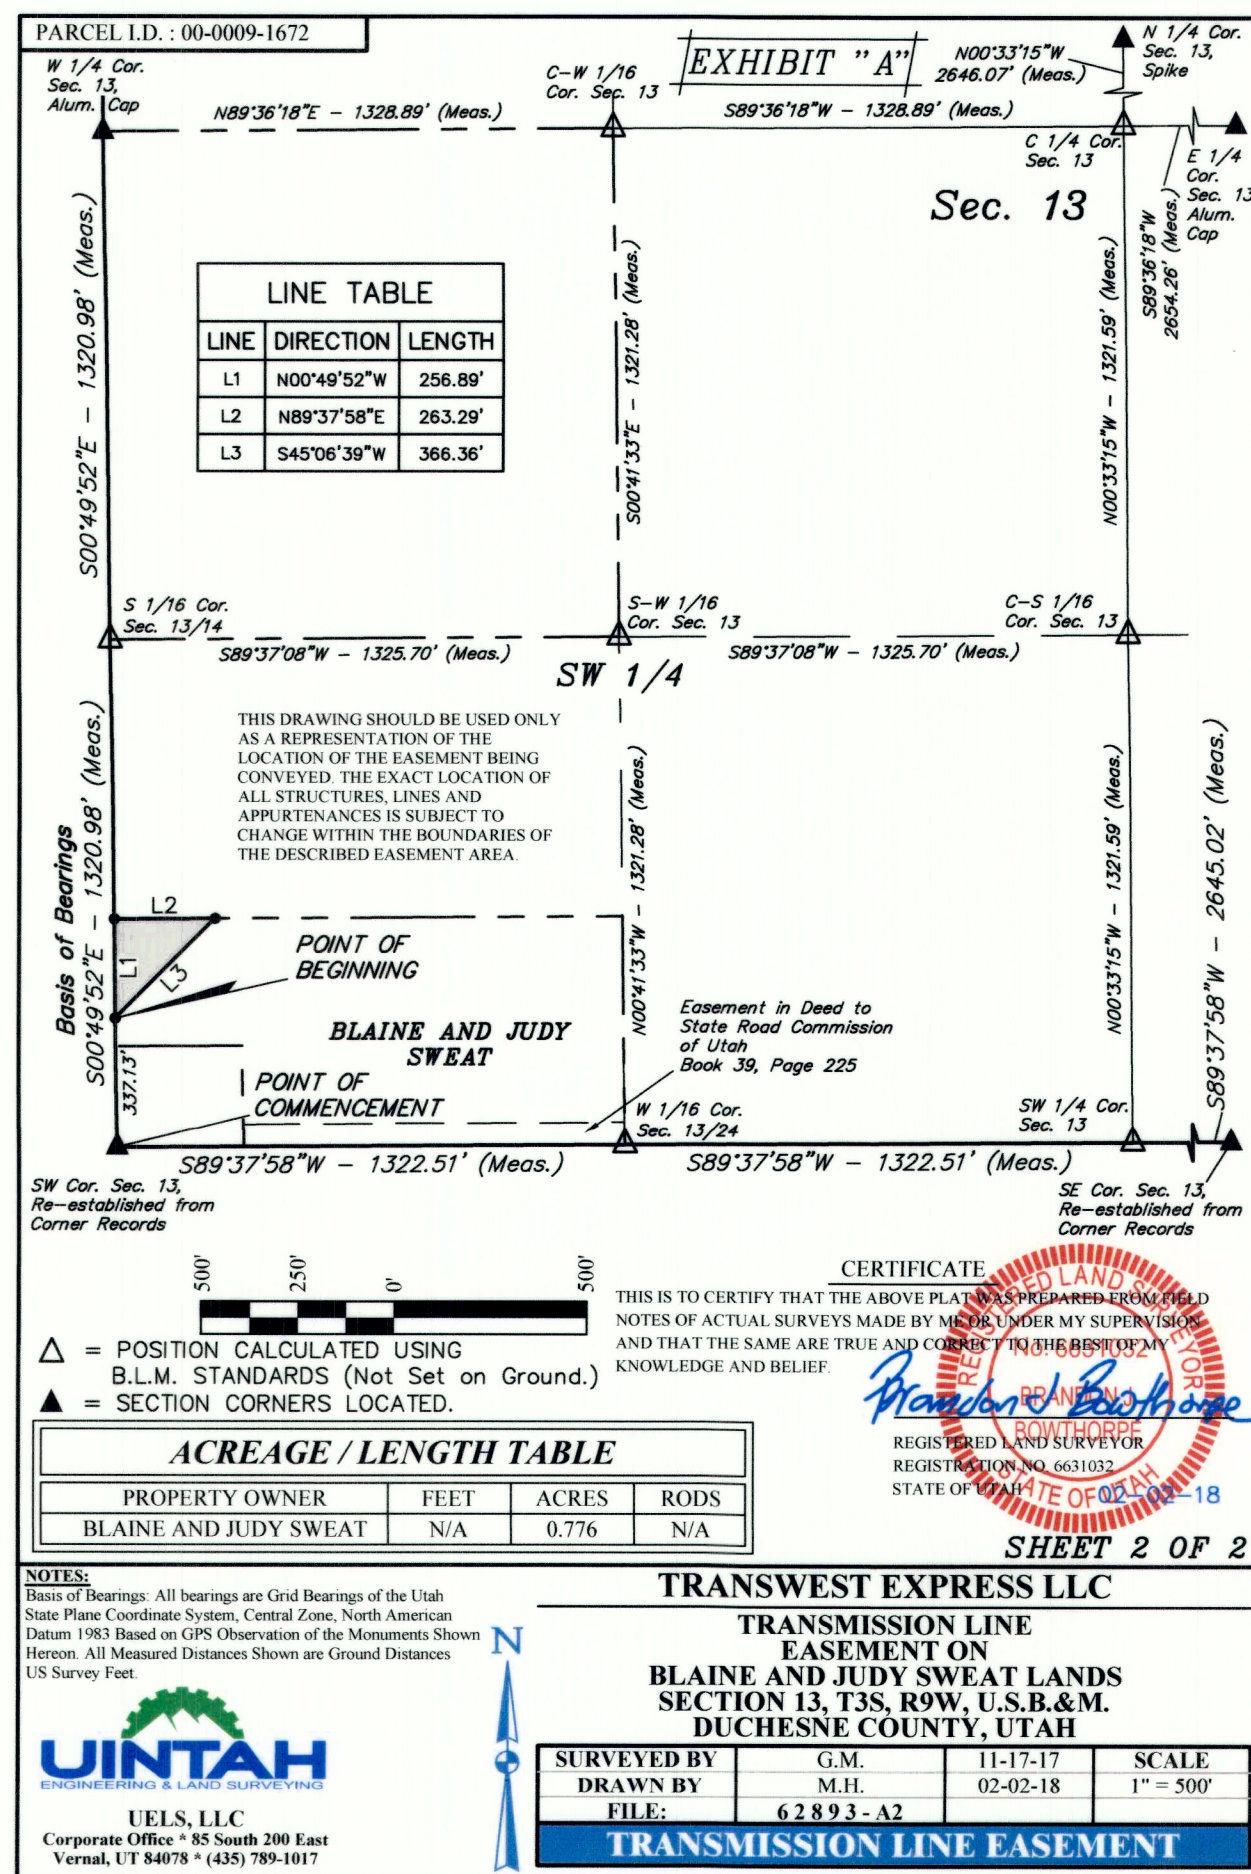 PARCEL I.D. : 00-0009-1672
EXHIBIT "A"
W 1/4 Cor.
Sec. 13,
Alum. Cap
N89°36'18"E – 1328.89' (Meas.)
C–W 1/16
Cor. Sec. 13
S89°36'18"W – 1328.89' (Meas.)
N00°33'15"W
2646.07' (Meas.)
N 1/4 Cor.
Sec. 13,
Spike
C 1/4 Cor.
Sec. 13
E 1/4
Cor.
Sec. 13
Alum.
Cap
S89°36'18"W
2654.26' (Meas.)
Sec. 13
S00°49'52"E – 1320.98' (Meas.)
LINE TABLE
LINE DIRECTION LENGTH
L1 N00°49'52"W 256.89'
L2 N89°37'58"E 263.29'
L3 S45°06'39"W 366.36'
S00°41'33"E – 1321.28' (Meas.)
N00°33'15"W – 1321.59' (Meas.)
S 1/16 Cor.
Sec. 13/14
S89°37'08"W – 1325.70' (Meas.)
S–W 1/16
Cor. Sec. 13
S89°37'08"W – 1325.70' (Meas.)
C–S 1/16
Cor. Sec. 13
SW 1/4
THIS DRAWING SHOULD BE USED ONLY
AS A REPRESENTATION OF THE
LOCATION OF THE EASEMENT BEING
CONVEYED. THE EXACT LOCATION OF
ALL STRUCTURES, LINES AND
APPURTENANCES IS SUBJECT TO
CHANGE WITHIN THE BOUNDARIES OF
THE DESCRIBED EASEMENT AREA.
Basis of Bearings
S00°49'52"E – 1320.98' (Meas.)
L2
L1
L3
POINT OF
BEGINNING
N00°41'33"W – 1321.28' (Meas.)
N00°33'15"W – 1321.59' (Meas.)
S89°37'58"W – 2645.02' (Meas.)
BLAINE AND JUDY
SWEAT
Easement in Deed to
State Road Commission
of Utah
Book 39, Page 225
337.13'
POINT OF
COMMENCEMENT
W 1/16 Cor.
Sec. 13/24
SW 1/4 Cor.
Sec. 13
S89°37'58"W – 1322.51' (Meas.)
S89°37'58"W – 1322.51' (Meas.)
SW Cor. Sec. 13,
Re–established from
Corner Records
SE Cor. Sec. 13,
Re–established from
Corner Records
500' 250' 0' 500'
= POSITION CALCULATED USING
B.L.M. STANDARDS (Not Set on Ground.)
= SECTION CORNERS LOCATED.
CERTIFICATE
THIS IS TO CERTIFY THAT THE ABOVE PLAT WAS PREPARED FROM FIELD
NOTES OF ACTUAL SURVEYS MADE BY ME OR UNDER MY SUPERVISION
AND THAT THE SAME ARE TRUE AND CORRECT TO THE BEST OF MY
KNOWLEDGE AND BELIEF.
REGISTERED LAND SURVEYOR
No. 6631032
BRANDON J.
BOWTHORPE
STATE OF UTAH
Brandon J Bowthorpe
REGISTERED LAND SURVEYOR
REGISTRATION NO. 6631032
STATE OF UTAH
02-02-18
ACREAGE / LENGTH TABLE
PROPERTY OWNER FEET ACRES RODS
BLAINE AND JUDY SWEAT N/A 0.776 N/A
SHEET 2 OF 2
NOTES:
Basis of Bearings: All bearings are Grid Bearings of the Utah
State Plane Coordinate System, Central Zone, North American
Datum 1983 Based on GPS Observation of the Monuments Shown
Hereon. All Measured Distances Shown are Ground Distances
US Survey Feet.
N
UINTAH
ENGINEERING & LAND SURVEYING
UELS, LLC
Corporate Office * 85 South 200 East
Vernal, UT 84078 * (435) 789-1017
TRANSWEST EXPRESS LLC
TRANSMISSION LINE
EASEMENT ON
BLAINE AND JUDY SWEAT LANDS
SECTION 13, T3S, R9W, U.S.B.&M.
DUCHESNE COUNTY, UTAH
SURVEYED BY G.M. 11-17-17 SCALE
DRAWN BY M.H. 02-02-18 1" = 500'
FILE: 62893-A2
TRANSMISSION LINE EASEMENT